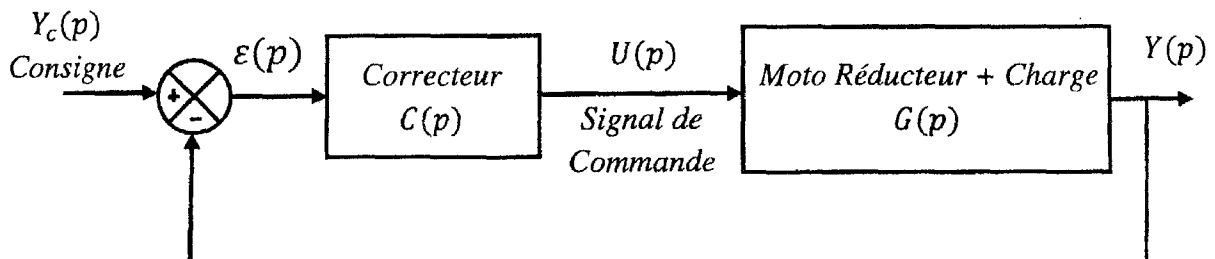 Y_c(p)
Consigne
+
-
ε(p)
Correcteur
C(p)
U(p)
Signal de
Commande
Moto Réducteur + Charge
G(p)
Y(p)